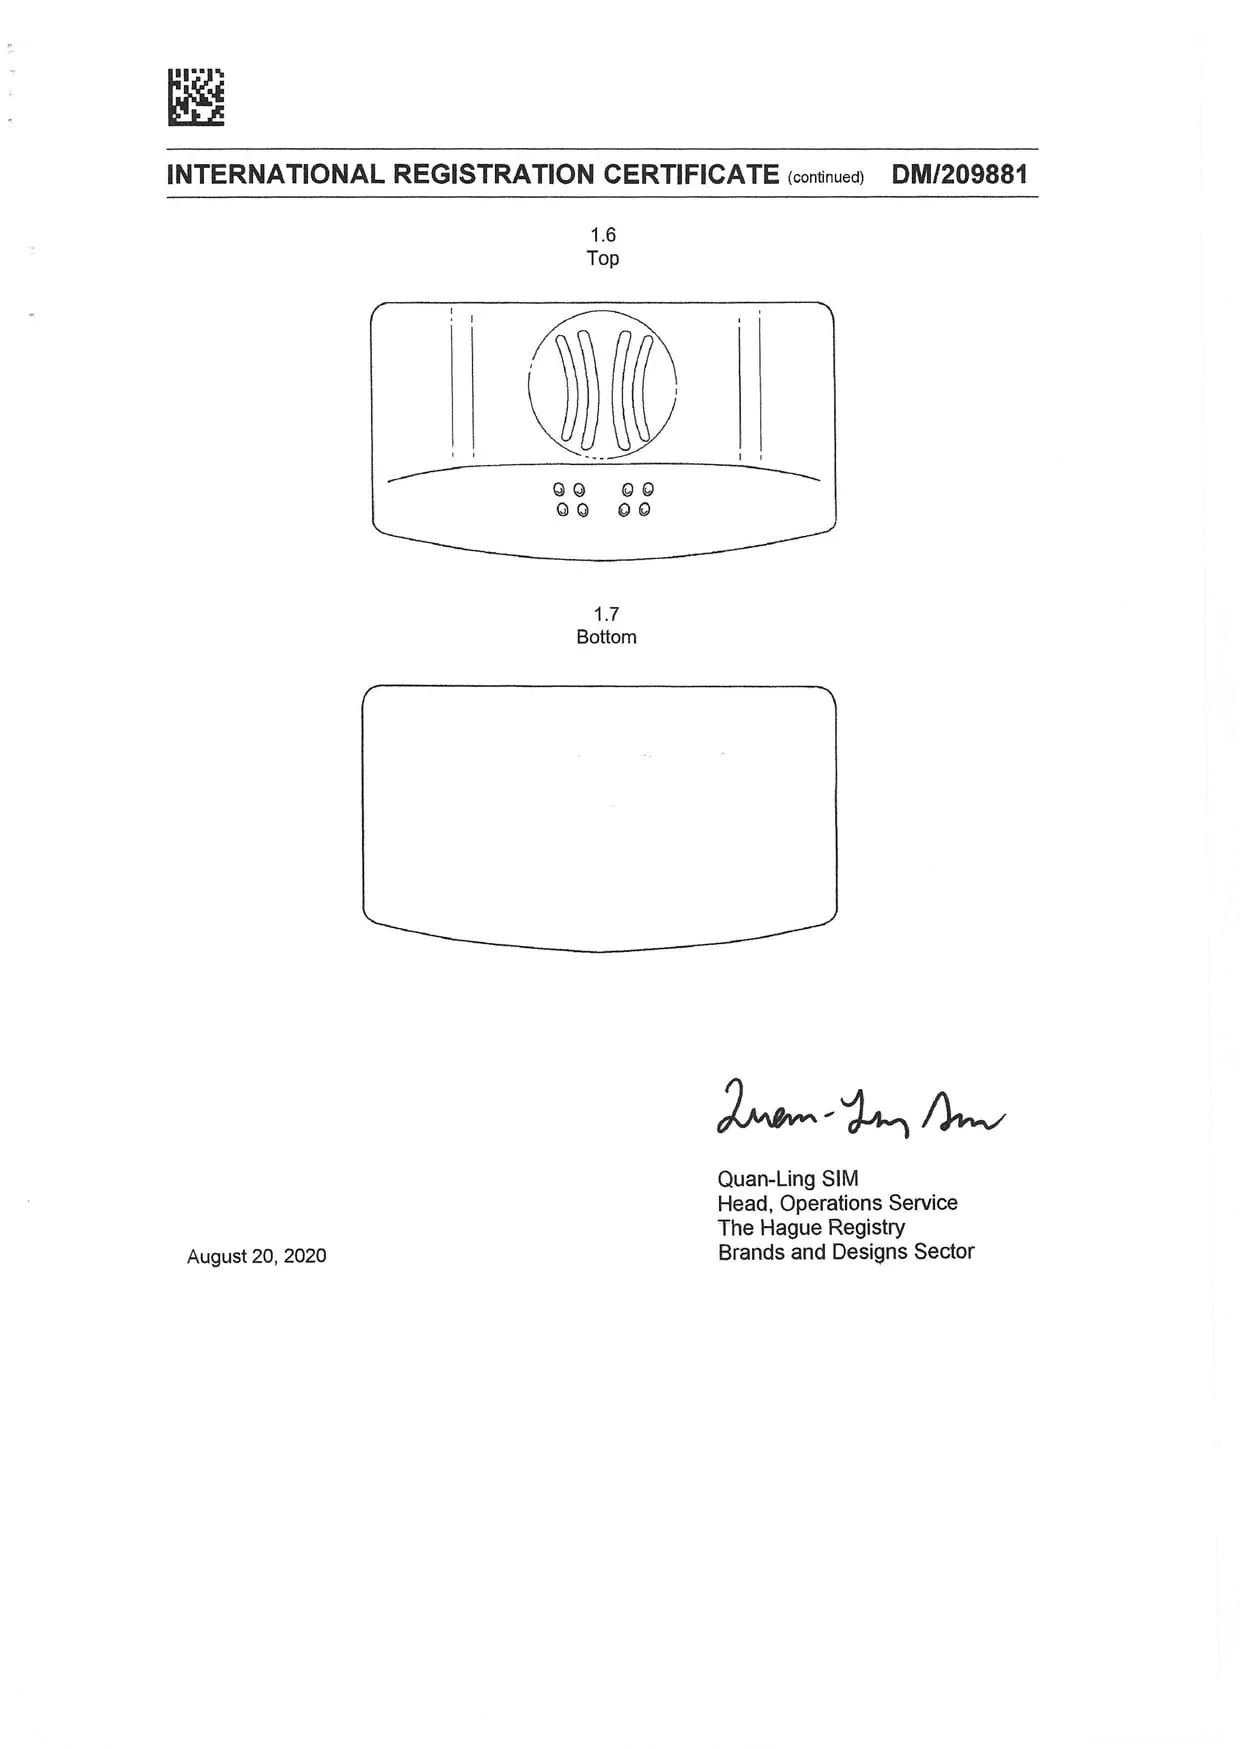 INTERNATIONAL REGISTRATION CERTIFICATE (continued) DM/209881
1.6
Top
1.7
Bottom
Quan-Ling Sim
Quan-Ling SIM
Head, Operations Service
The Hague Registry
Brands and Designs Sector
August 20, 2020